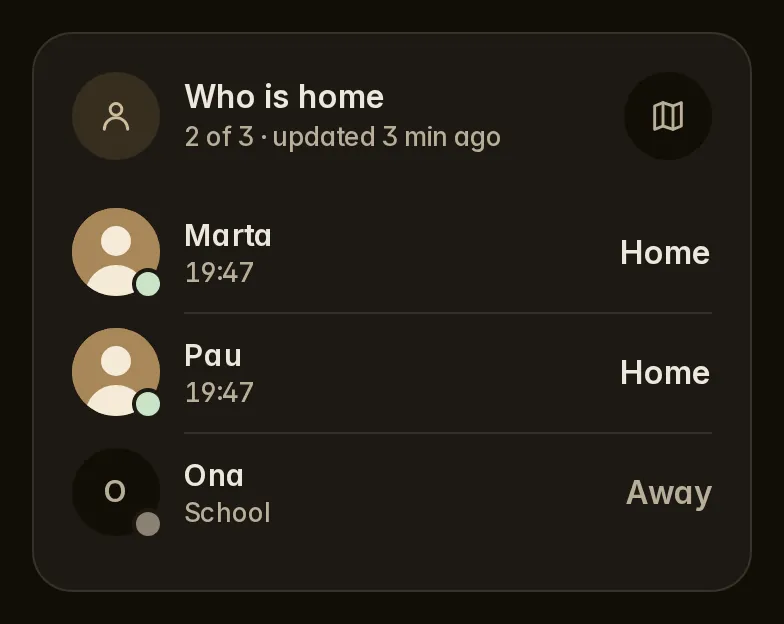 Who is home
2 of 3 · updated 3 min ago
Marta
19:47
Home
Pau
19:47
Home
O
Ona
School
Away